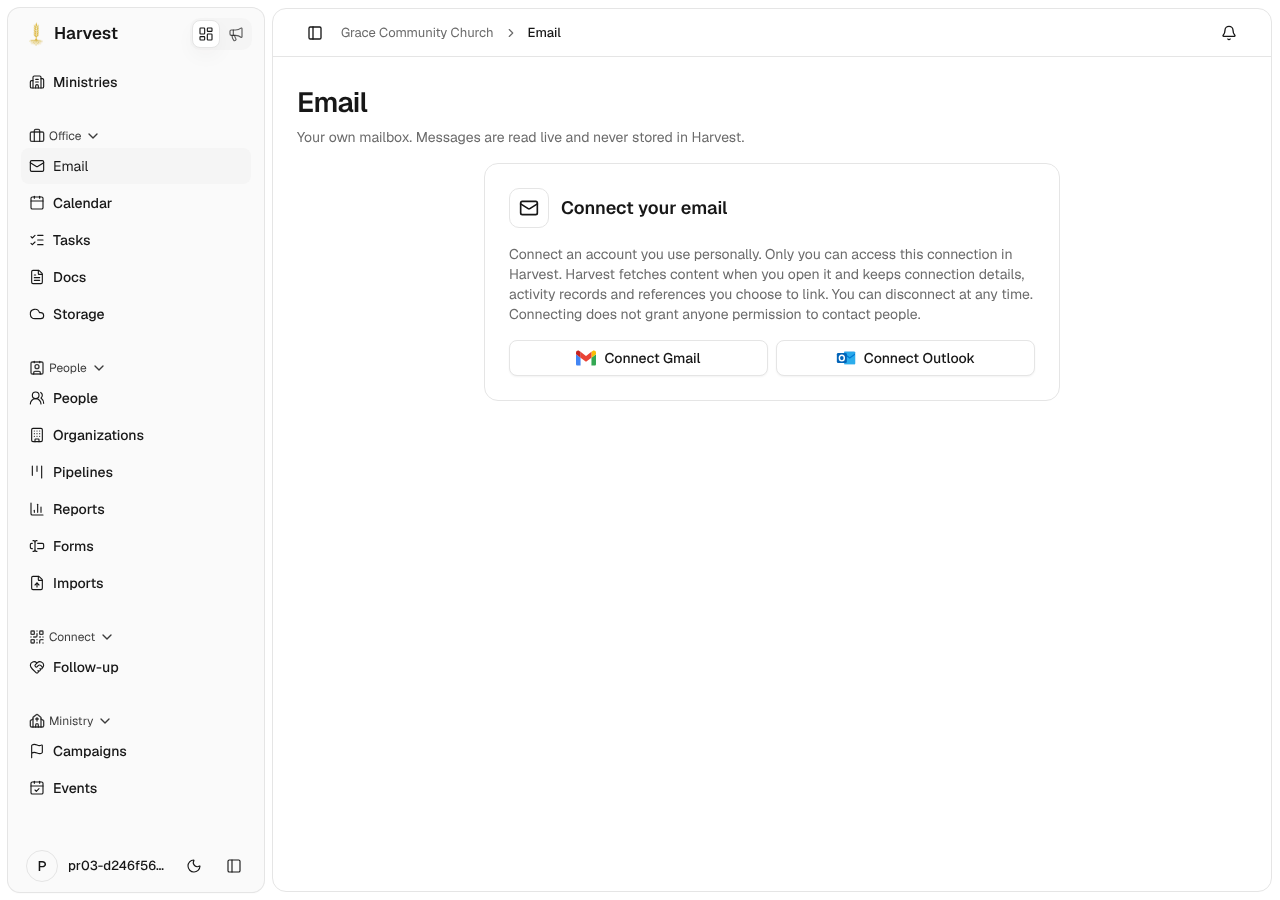 Harvest
Ministries
Office
Email
Calendar
Tasks
Docs
Storage
People
People
Organizations
Pipelines
Reports
Forms
Imports
Connect
Follow-up
Ministry
Campaigns
Events
P
pr03-d246f56...
Grace Community Church > Email
Email
Your own mailbox. Messages are read live and never stored in Harvest.
Connect your email
Connect an account you use personally. Only you can access this connection in
Harvest. Harvest fetches content when you open it and keeps connection details,
activity records and references you choose to link. You can disconnect at any time.
Connecting does not grant anyone permission to contact people.
Connect Gmail
Connect Outlook